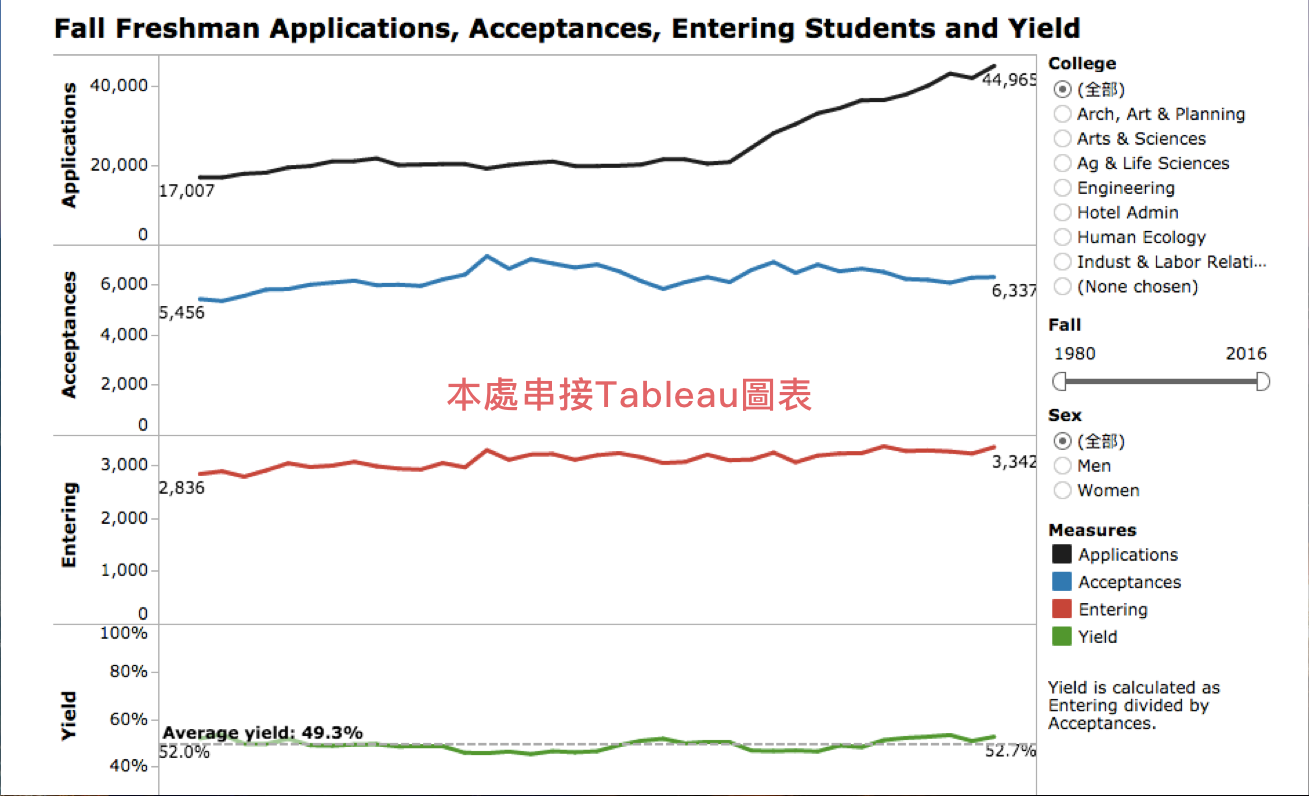 Fall Freshman Applications, Acceptances, Entering Students and Yield
Applications
40,000
20,000
0
17,007
44,965
Acceptances
6,000
4,000
2,000
0
5,456
6,337
本處串接Tableau圖表
Entering
3,000
2,000
1,000
0
2,836
3,342
Yield
100%
80%
60%
40%
Average yield: 49.3%
52.0%
52.7%
College
(全部)
Arch, Art & Planning
Arts & Sciences
Ag & Life Sciences
Engineering
Hotel Admin
Human Ecology
Indust & Labor Relati...
(None chosen)
Fall
1980 2016
Sex
(全部)
Men
Women
Measures
Applications
Acceptances
Entering
Yield
Yield is calculated as
Entering divided by
Acceptances.